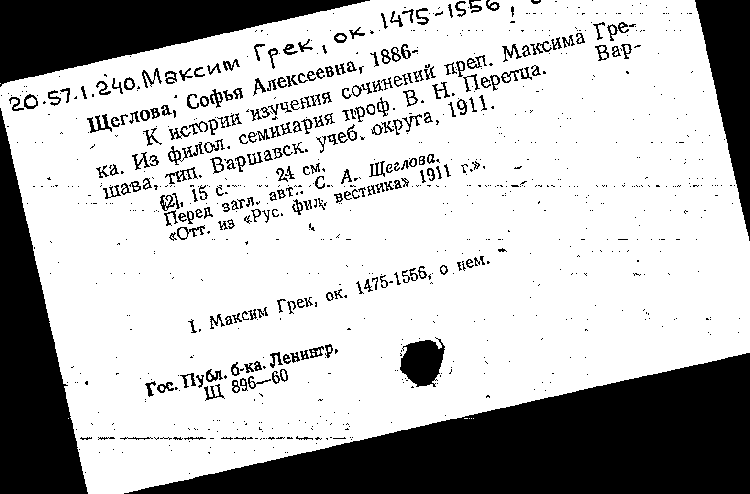 20.57.1.240. Максим Грек, ок. 1475-1556,
Щеглова, Софья Алексеевна, 1886-
К истории изучения сочинений преп. Максима Гре-
ка. Из филол. семинария проф. В. Н. Перетца. Вар-
шава, тип. Варшавск. учеб. округа, 1911.
[2], 15 с. 24 см.
Перед загл. авт.: С. А. Щеглова.
«Отт. из «Рус. фил. вестника» 1911 г.».
1. Максим Грек, ок. 1475-1556, о нем.
Гос. Публ. б-ка. Ленингр.
Щ 896—60